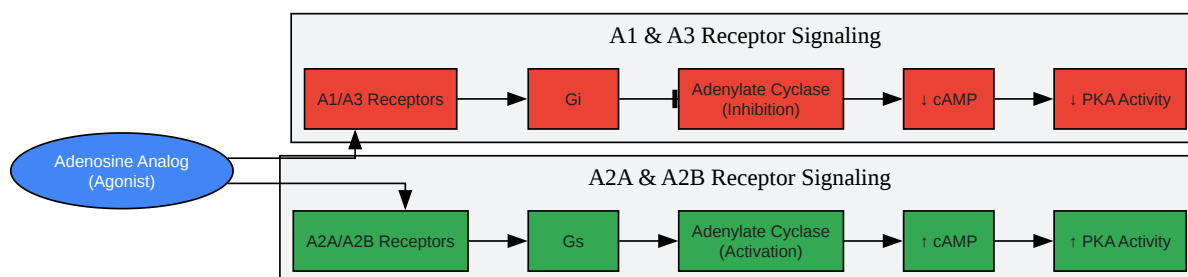 A1 & A3 Receptor Signaling
A1/A3 Receptors
Gi
Adenylate Cyclase
(Inhibition)
↓ cAMP
↓ PKA Activity
Adenosine Analog
(Agonist)
A2A & A2B Receptor Signaling
A2A/A2B Receptors
Gs
Adenylate Cyclase
(Activation)
↑ cAMP
↑ PKA Activity